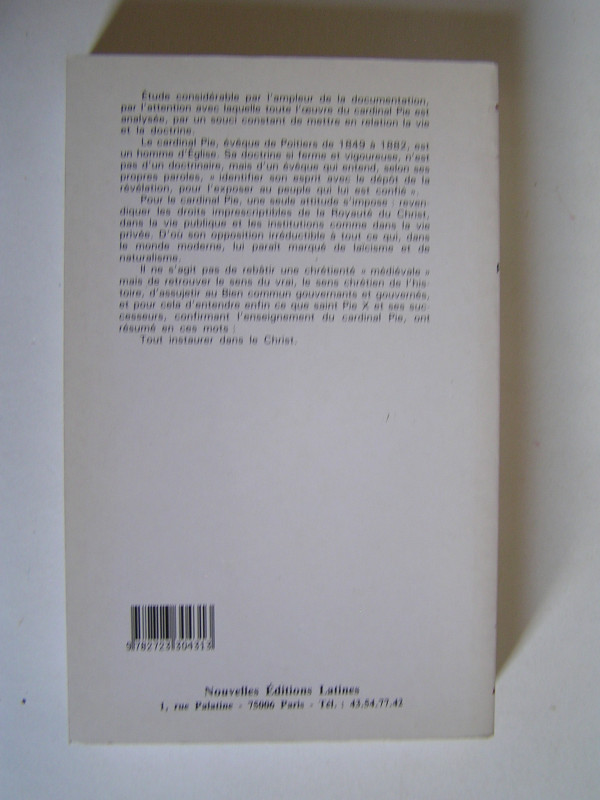 Étude considérable par l'ampleur de la documentation,
par l'attention avec laquelle toute l'œuvre du cardinal Pie est
analysée, par un souci constant de mettre en relation la vie
et la doctrine.
Le cardinal Pie, évêque de Poitiers de 1849 à 1882, est
un homme d'Église. Sa doctrine si ferme et vigoureuse, n'est
pas d'un doctrinaire, mais d'un évêque qui entend, selon ses
propres paroles, « identifier son esprit avec le dépôt de la
révélation, pour l'exposer au peuple qui lui est confié ».
Pour le cardinal Pie, une seule attitude s'impose : reven-
diquer les droits imprescriptibles de la Royauté du Christ,
dans la vie publique et les institutions comme dans la vie
privée. D'où son opposition irréductible à tout ce qui, dans
le monde moderne, lui paraît marqué de laïcisme et de
naturalisme.
Il ne s'agit pas de rebâtir une chrétienté « médiévale »
mais de retrouver le sens du vrai, le sens chrétien de l'his-
toire, d'assujetir au Bien commun gouvernants et gouvernés,
et pour cela d'entendre enfin ce que saint Pie X et ses suc-
cesseurs, confirmant l'enseignement du cardinal Pie, ont
résumé en ces mots :
Tout instaurer dans le Christ.
9782723304313
Nouvelles Éditions Latines
1, rue Palatine - 75006 Paris - Tél. : 43.54.77.42